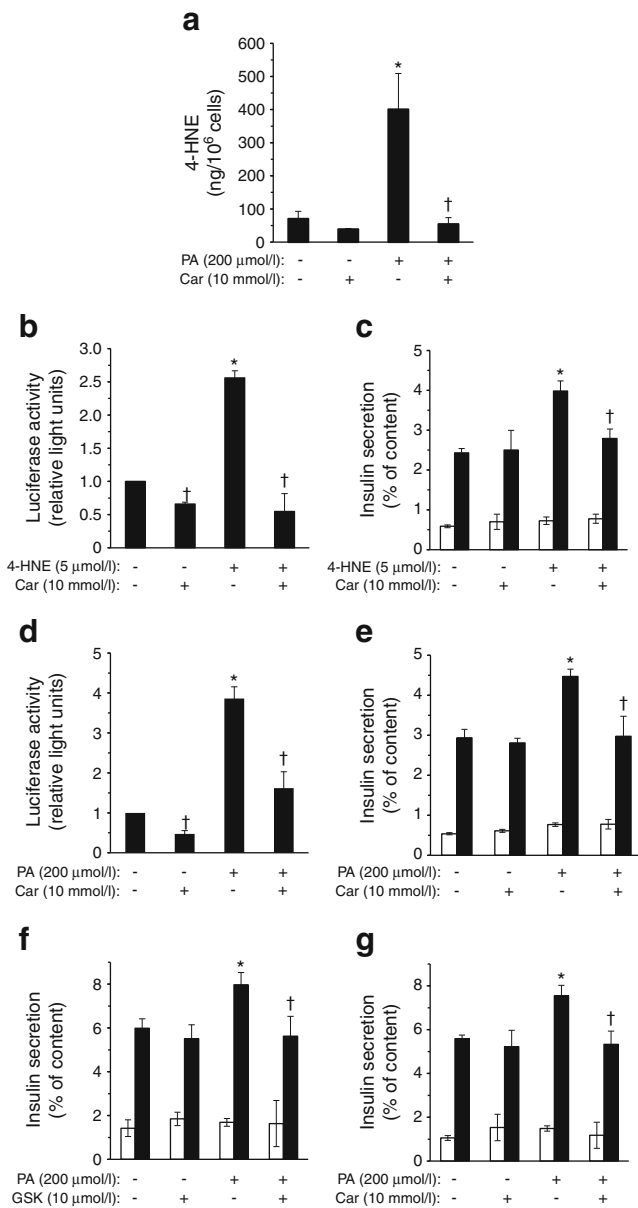 a
600
500
400
300
200
100
0
4-HNE
(ng/10⁶ cells)
*
†
PA (200 μmol/l): - - + +
Car (10 mmol/l): - + - +
b
3.0
2.5
2.0
1.5
1.0
0.5
0
Luciferase activity
(relative light units)
†
*
†
4-HNE (5 μmol/l): - - + +
Car (10 mmol/l): - + - +
c
5
4
3
2
1
0
Insulin secretion
(% of content)
*
†
4-HNE (5 μmol/l): - - + +
Car (10 mmol/l): - + - +
d
5
4
3
2
1
0
Luciferase activity
(relative light units)
†
*
†
PA (200 μmol/l): - - + +
Car (10 mmol/l): - + - +
e
5
4
3
2
1
0
Insulin secretion
(% of content)
*
†
PA (200 μmol/l): - - + +
Car (10 mmol/l): - + - +
f
8
6
4
2
0
Insulin secretion
(% of content)
*
†
PA (200 μmol/l): - - + +
GSK (10 μmol/l): - + - +
g
8
6
4
2
0
Insulin secretion
(% of content)
*
†
PA (200 μmol/l): - - + +
Car (10 mmol/l): - + - +